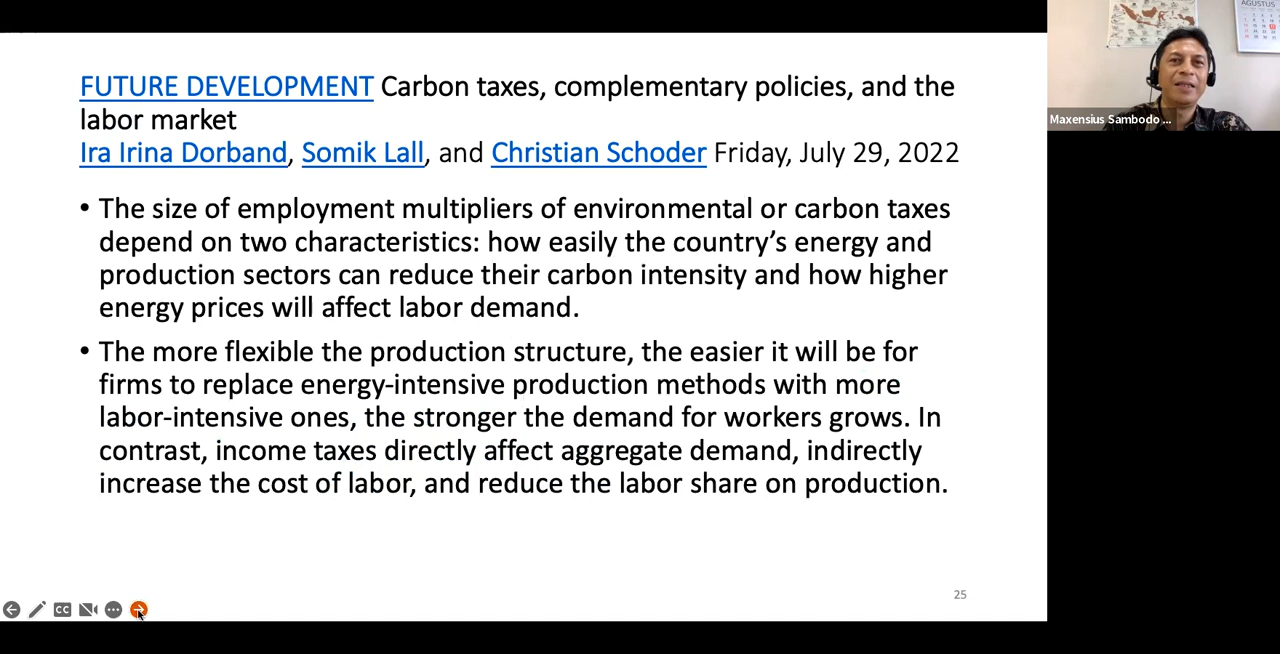 FUTURE DEVELOPMENT Carbon taxes, complementary policies, and the
labor market
Ira Irina Dorband, Somik Lall, and Christian Schoder Friday, July 29, 2022
• The size of employment multipliers of environmental or carbon taxes
depend on two characteristics: how easily the country’s energy and
production sectors can reduce their carbon intensity and how higher
energy prices will affect labor demand.
• The more flexible the production structure, the easier it will be for
firms to replace energy-intensive production methods with more
labor-intensive ones, the stronger the demand for workers grows. In
contrast, income taxes directly affect aggregate demand, indirectly
increase the cost of labor, and reduce the labor share on production.
25
CC
AGUSTUS
Maxensius Sambodo ...